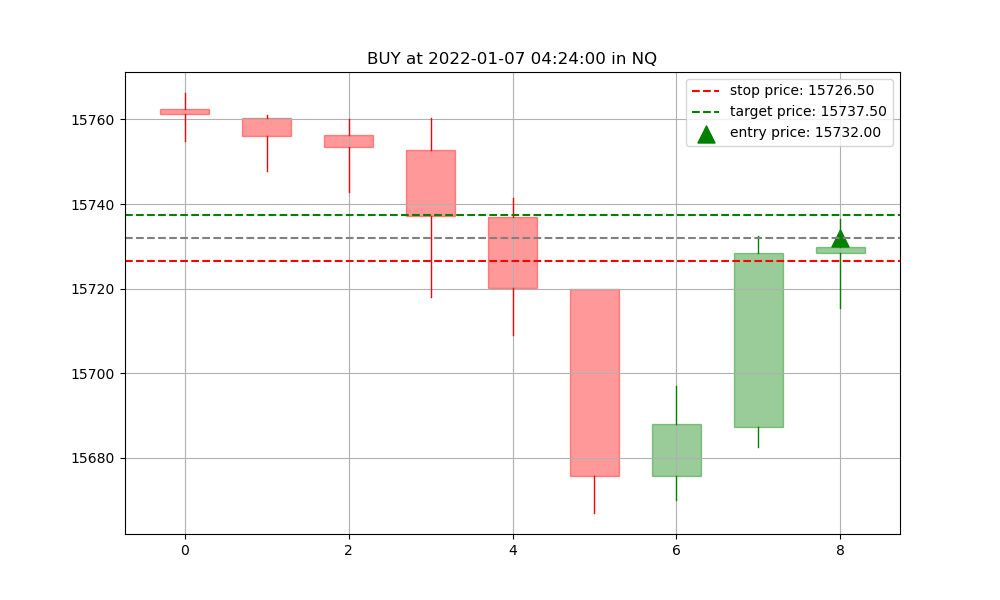 BUY at 2022-01-07 04:24:00 in NQ
stop price: 15726.50
target price: 15737.50
entry price: 15732.00
15760
15740
15720
15700
15680
0 2 4 6 8